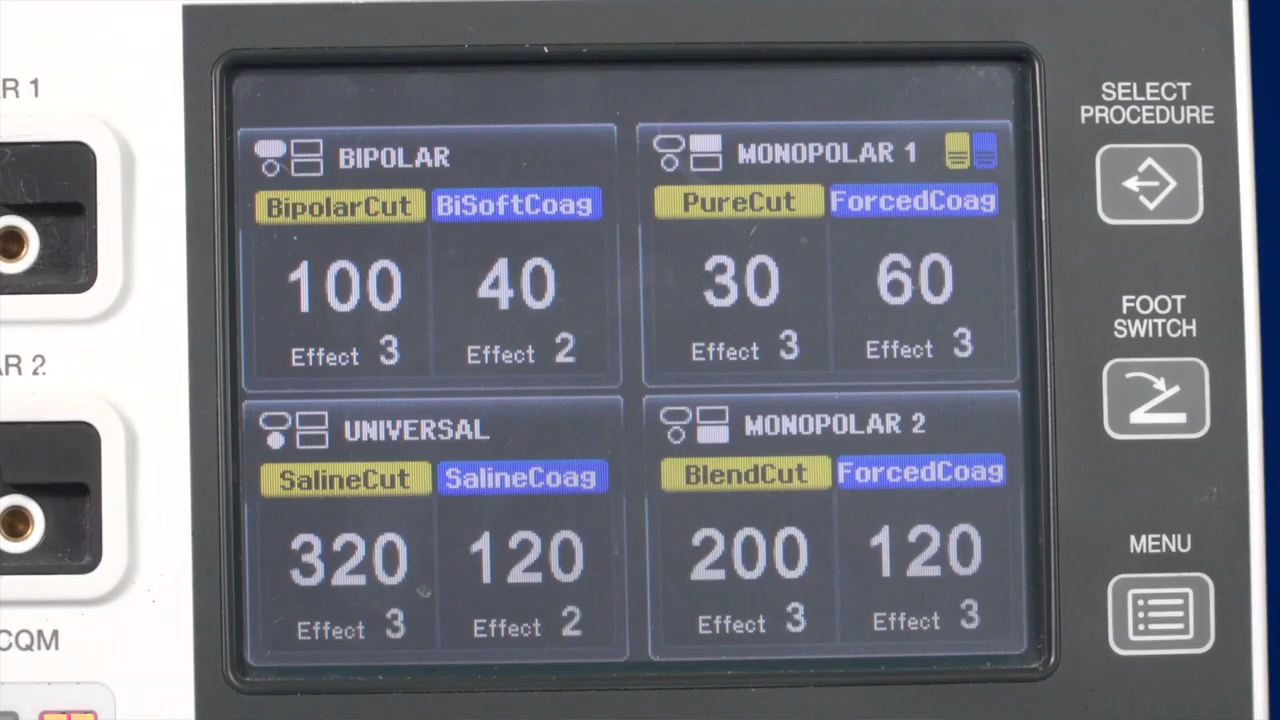 R 1
AR 2
CQM
BIPOLAR
BipolarCut BiSoftCoag
100 40
Effect 3 Effect 2
MONOPOLAR 1
PureCut ForcedCoag
30 60
Effect 3 Effect 3
UNIVERSAL
SalineCut SalineCoag
320 120
Effect 3 Effect 2
MONOPOLAR 2
BlendCut ForcedCoag
200 120
Effect 3 Effect 3
SELECT
PROCEDURE
FOOT
SWITCH
MENU